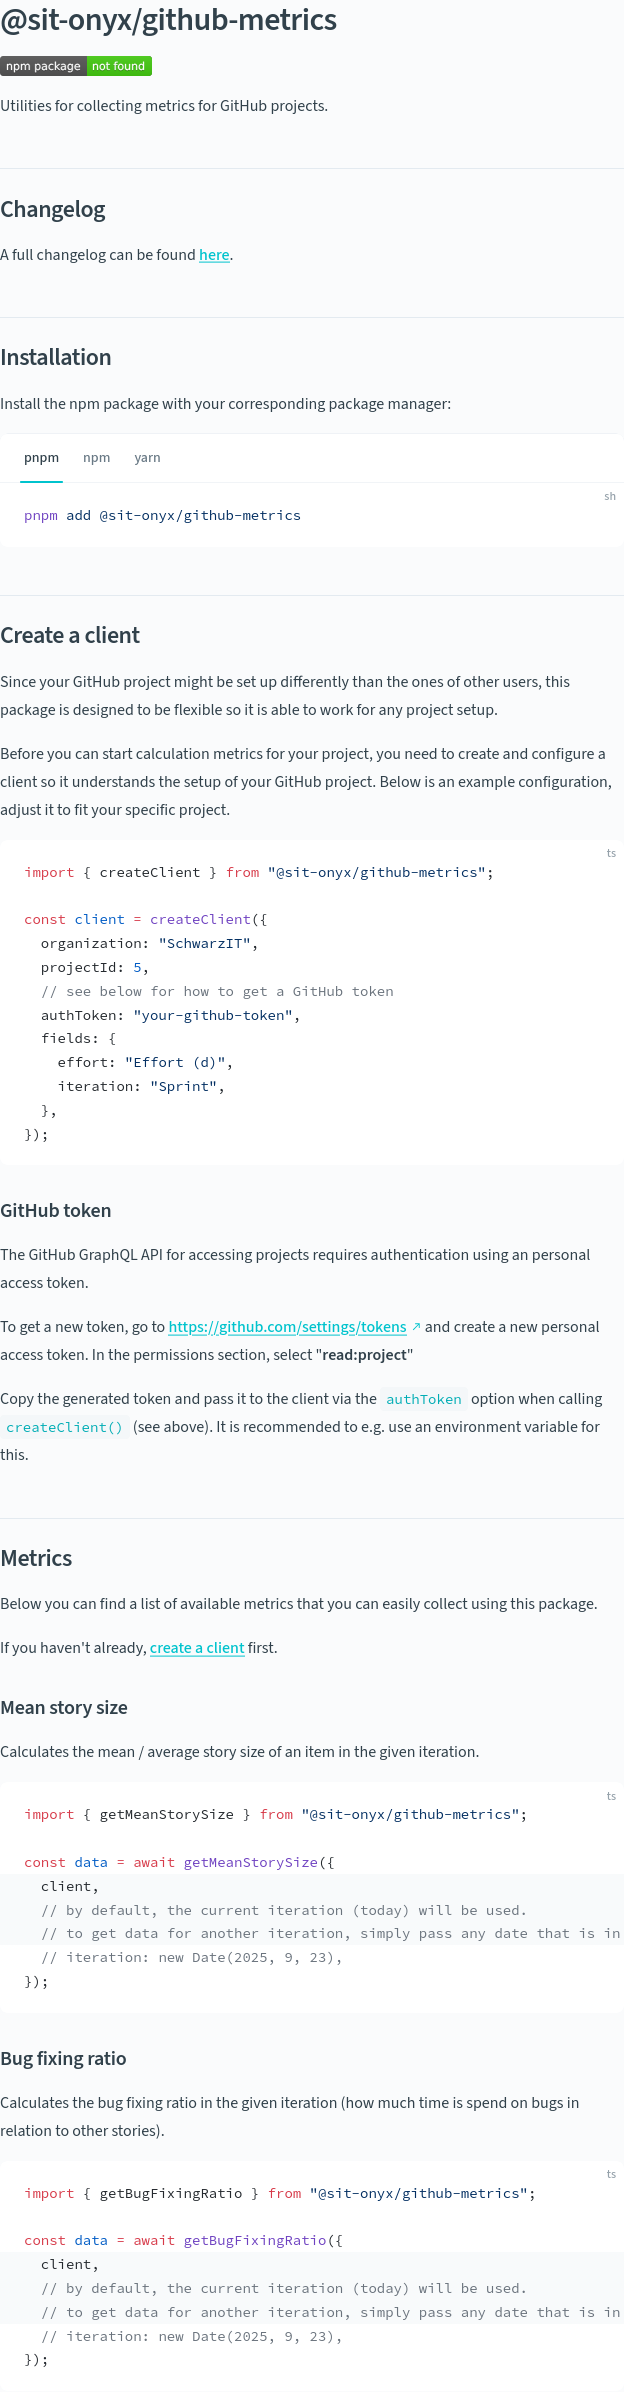 @sit-onyx/github-metrics
npm package not found
Utilities for collecting metrics for GitHub projects.
Changelog
A full changelog can be found here.
Installation
Install the npm package with your corresponding package manager:
pnpm npm yarn
sh
pnpm add @sit-onyx/github-metrics
Create a client
Since your GitHub project might be set up differently than the ones of other users, this
package is designed to be flexible so it is able to work for any project setup.
Before you can start calculation metrics for your project, you need to create and configure a
client so it understands the setup of your GitHub project. Below is an example configuration,
adjust it to fit your specific project.
ts
import { createClient } from "@sit-onyx/github-metrics";
const client = createClient({
  organization: "SchwarzIT",
  projectId: 5,
  // see below for how to get a GitHub token
  authToken: "your-github-token",
  fields: {
    effort: "Effort (d)",
    iteration: "Sprint",
  },
});
GitHub token
The GitHub GraphQL API for accessing projects requires authentication using an personal
access token.
To get a new token, go to https://github.com/settings/tokens ↗ and create a new personal
access token. In the permissions section, select "read:project"
Copy the generated token and pass it to the client via the authToken option when calling
createClient() (see above). It is recommended to e.g. use an environment variable for
this.
Metrics
Below you can find a list of available metrics that you can easily collect using this package.
If you haven't already, create a client first.
Mean story size
Calculates the mean / average story size of an item in the given iteration.
ts
import { getMeanStorySize } from "@sit-onyx/github-metrics";
const data = await getMeanStorySize({
  client,
  // by default, the current iteration (today) will be used.
  // to get data for another iteration, simply pass any date that is in
  // iteration: new Date(2025, 9, 23),
});
Bug fixing ratio
Calculates the bug fixing ratio in the given iteration (how much time is spend on bugs in
relation to other stories).
ts
import { getBugFixingRatio } from "@sit-onyx/github-metrics";
const data = await getBugFixingRatio({
  client,
  // by default, the current iteration (today) will be used.
  // to get data for another iteration, simply pass any date that is in
  // iteration: new Date(2025, 9, 23),
});